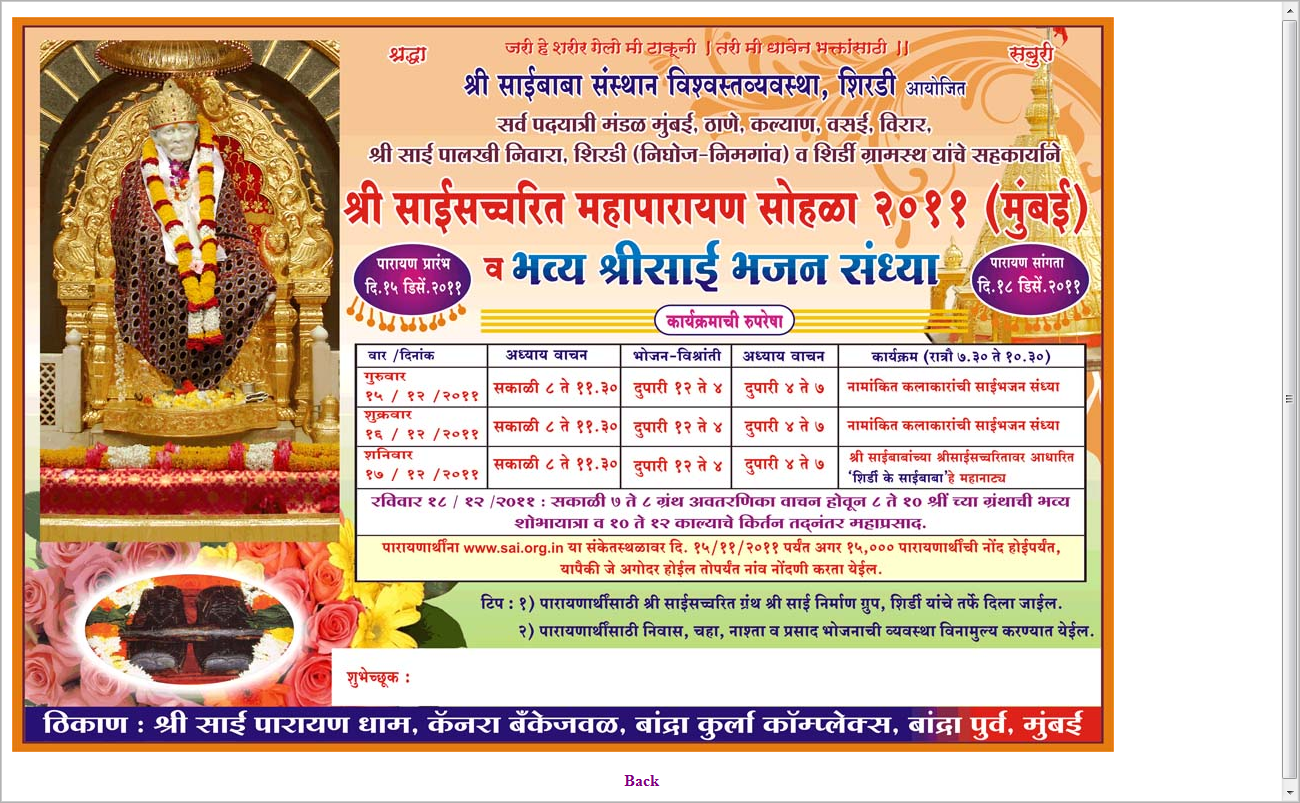 श्रद्धा
जरी हे शरीर गेलो मी टाकूनी । तरी मी धावेन भक्तांसाठी ।।
सबुरी
श्री साईबाबा संस्थान विश्वस्तव्यवस्था, शिरडी आयोजित
सर्व पदयात्री मंडळ मुंबई, ठाणे, कल्याण, वसई, विरार,
श्री साई पालखी निवारा, शिरडी (निघोज-निमगांव) व शिर्डी ग्रामस्थ यांचे सहकार्याने
श्री साईसच्चरित महापारायण सोहळा २०११ (मुंबई)
पारायण प्रारंभ
दि.१५ डिसें.२०११
व भव्य श्रीसाई भजन संध्या
पारायण सांगता
दि.१८ डिसें.२०११
कार्यक्रमाची रुपरेषा
वार /दिनांक अध्याय वाचन भोजन-विश्रांती अध्याय वाचन कार्यक्रम (रात्रौ ७.३० ते १०.३०)
गुरुवार
१५ / १२ /२०११ सकाळी ८ ते ११.३० दुपारी १२ ते ४ दुपारी ४ ते ७ नामांकित कलाकारांची साईभजन संध्या
शुक्रवार
१६ / १२ /२०११ सकाळी ८ ते ११.३० दुपारी १२ ते ४ दुपारी ४ ते ७ नामांकित कलाकारांची साईभजन संध्या
शनिवार
१७ / १२ /२०११ सकाळी ८ ते ११.३० दुपारी १२ ते ४ दुपारी ४ ते ७ श्री साईबाबांच्या श्रीसाईसच्चरितावर आधारित
‘शिर्डी के साईबाबा’हे महानाट्य
रविवार १८ / १२ /२०११ : सकाळी ७ ते ८ ग्रंथ अवतरणिका वाचन होवून ८ ते १० श्रीं च्या ग्रंथाची भव्य
शोभायात्रा व १० ते १२ काल्याचे किर्तन तद्नंतर महाप्रसाद.
पारायणार्थींना www.sai.org.in या संकेतस्थळावर दि. १५/११/२०११ पर्यंत अगर १५,००० पारायणार्थींची नोंद होईपर्यंत,
यापैकी जे अगोदर होईल तोपर्यंत नांव नोंदणी करता येईल.
टिप : १) पारायणार्थींसाठी श्री साईसच्चरित ग्रंथ श्री साई निर्माण ग्रुप, शिर्डी यांचे तर्फे दिला जाईल.
२) पारायणार्थींसाठी निवास, चहा, नाश्ता व प्रसाद भोजनाची व्यवस्था विनामुल्य करण्यात येईल.
शुभेच्छूक :
ठिकाण : श्री साई पारायण धाम, कॅनरा बँकेजवळ, बांद्रा कुर्ला कॉम्प्लेक्स, बांद्रा पुर्व, मुंबई
Back